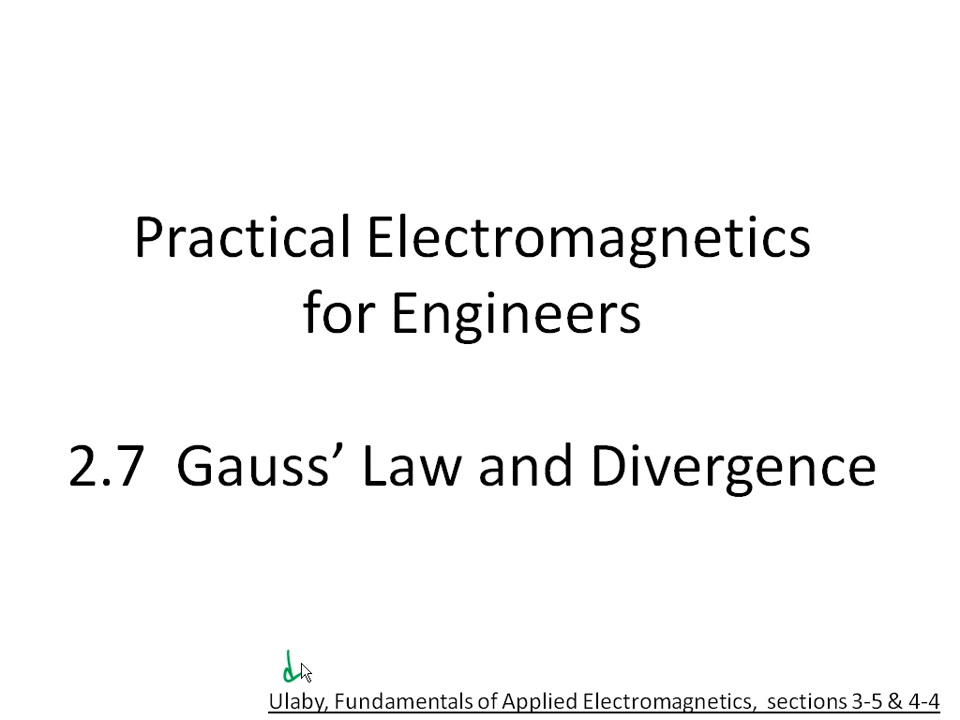 Practical Electromagnetics
for Engineers
2.7 Gauss’ Law and Divergence
d
Ulaby, Fundamentals of Applied Electromagnetics, sections 3-5 & 4-4